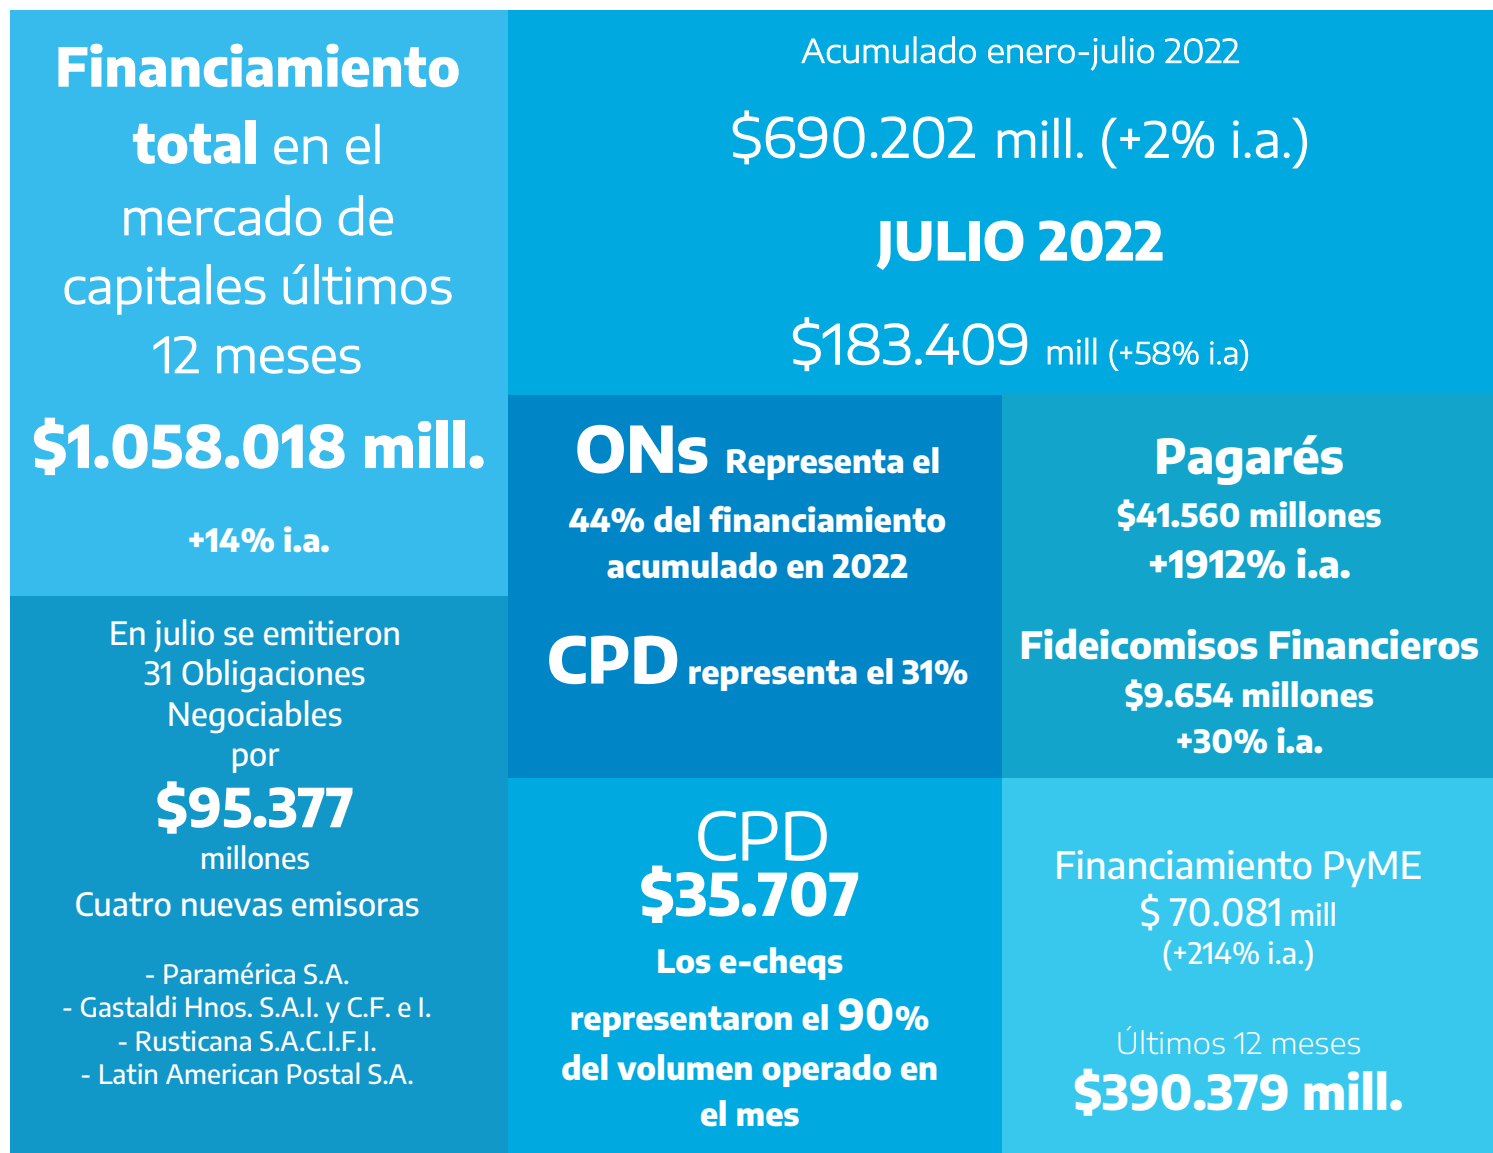 Financiamiento
total en el
mercado de
capitales últimos
12 meses
$1.058.018 mill.
+14% i.a.
Acumulado enero-julio 2022
$690.202 mill. (+2% i.a.)
JULIO 2022
$183.409 mill (+58% i.a)
ONs Representa el
44% del financiamiento
acumulado en 2022
CPD representa el 31%
Pagarés
$41.560 millones
+1912% i.a.
Fideicomisos Financieros
$9.654 millones
+30% i.a.
En julio se emitieron
31 Obligaciones
Negociables
por
$95.377
millones
Cuatro nuevas emisoras
- Paramérica S.A.
- Gastaldi Hnos. S.A.I. y C.F. e I.
- Rusticana S.A.C.I.F.I.
- Latin American Postal S.A.
CPD
$35.707
Los e-cheqs
representaron el 90%
del volumen operado en
el mes
Financiamiento PyME
$ 70.081 mill
(+214% i.a.)
Últimos 12 meses
$390.379 mill.